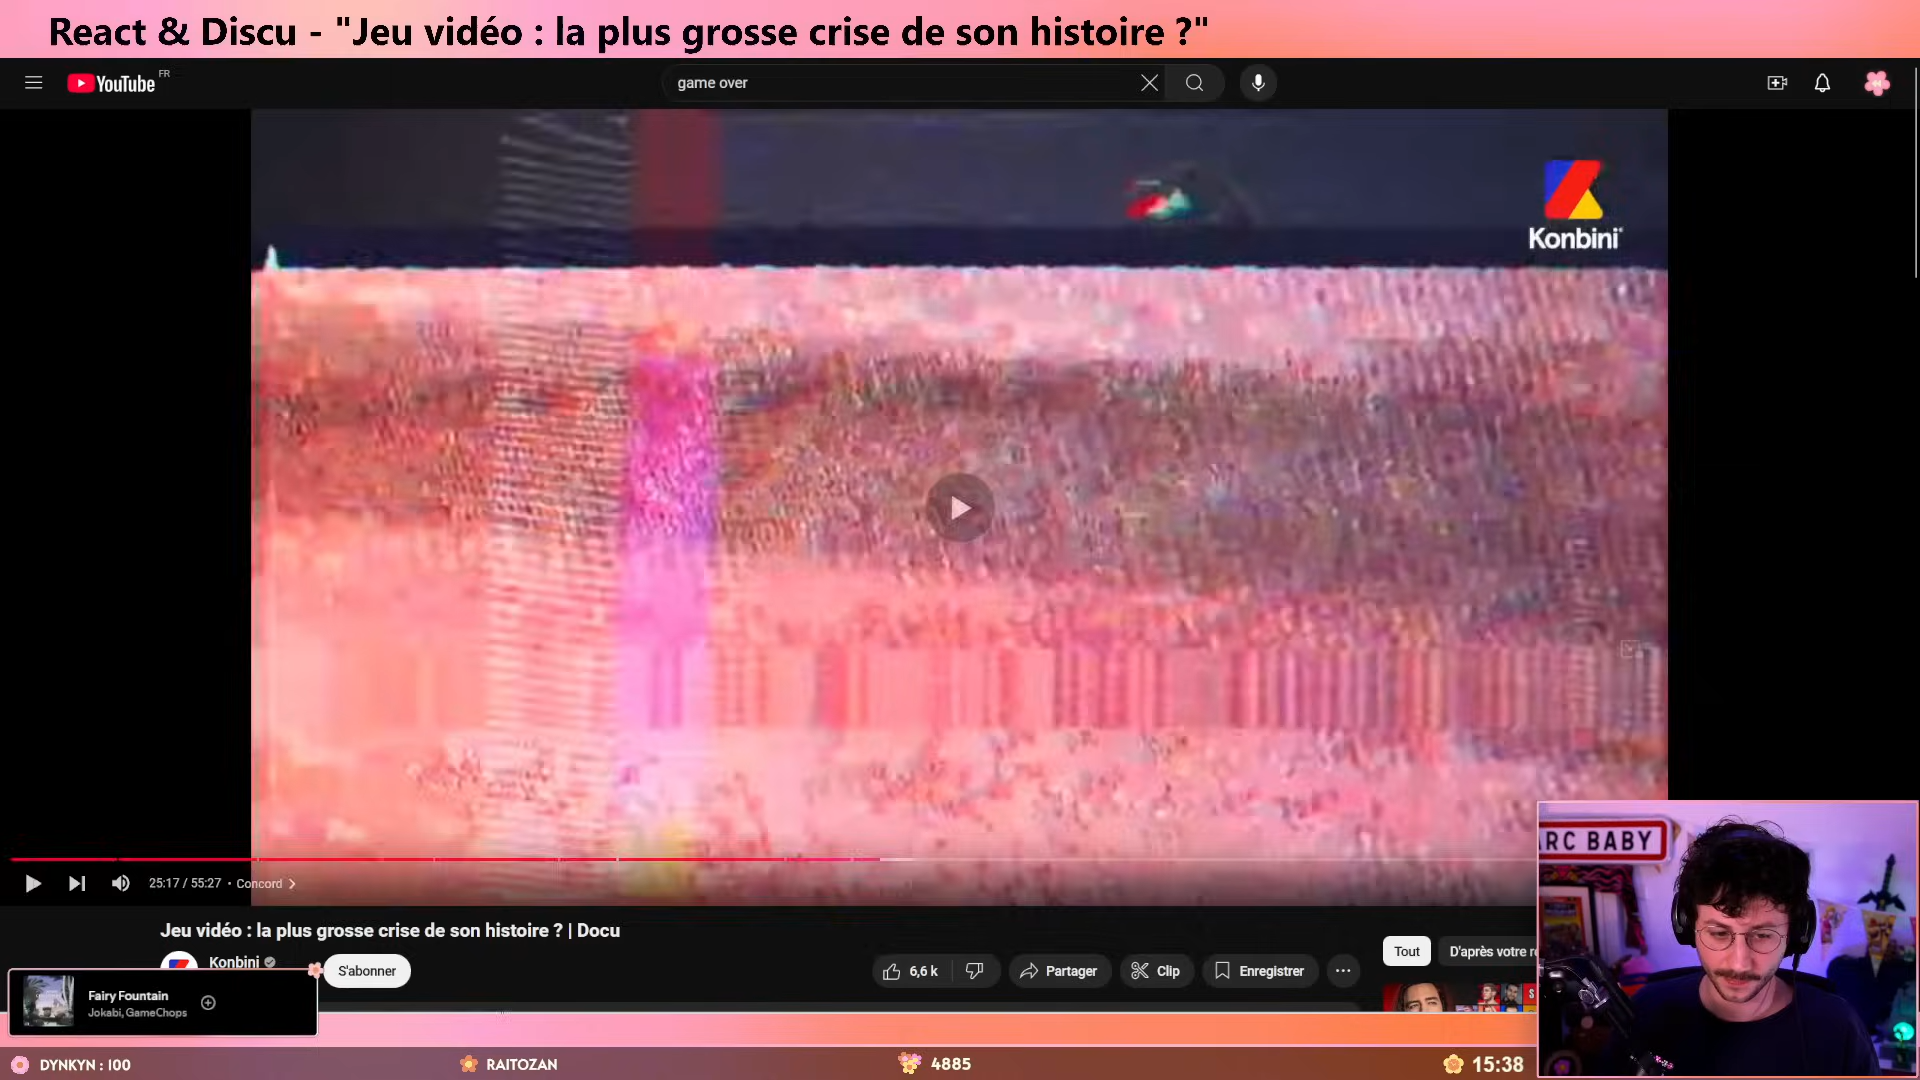 React & Discu - "Jeu vidéo : la plus grosse crise de son histoire ?"
YouTube FR
game over
Konbini
25:17 / 55:27 • Concord
Jeu vidéo : la plus grosse crise de son histoire ? | Docu
Konbini
S'abonner
6,6 k
Partager
Clip
Enregistrer
Tout
D'après votre re
ARC BABY
Fairy Fountain
Jokabi, GameChops
DYNKYN : 100
RAITOZAN
4885
15:38